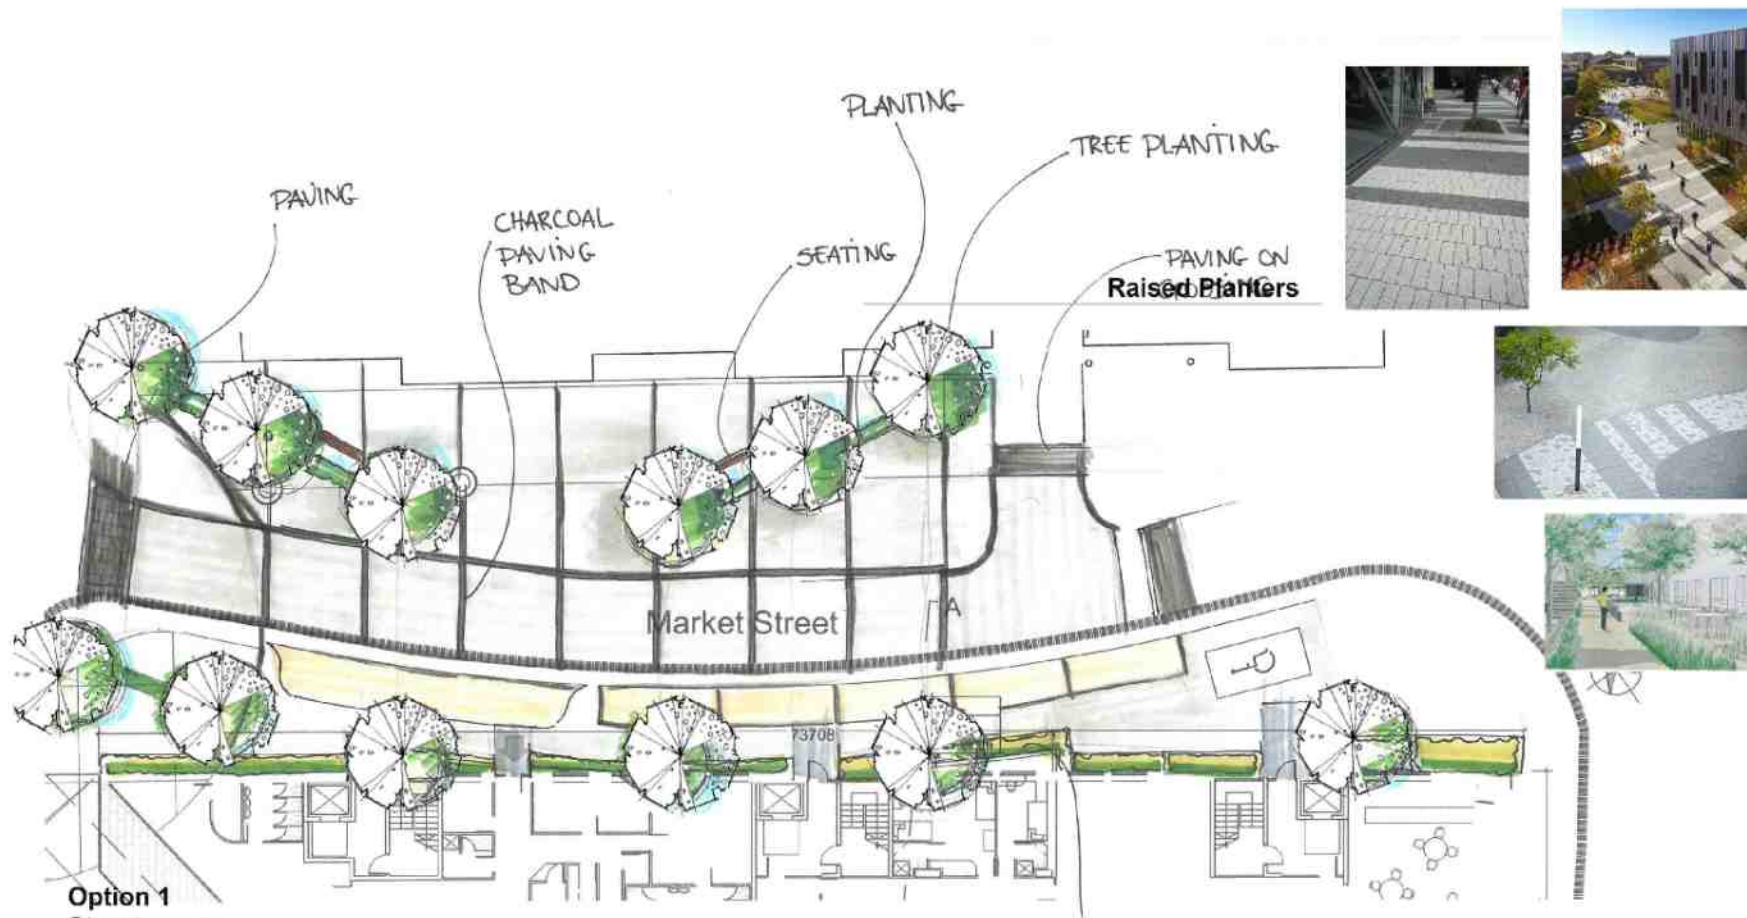 PLANTING
TREE PLANTING
PAVING
CHARCOAL
PAVING
BAND
SEATING
PAVING ON
Raised Planters
Market Street
A
73708
Option 1